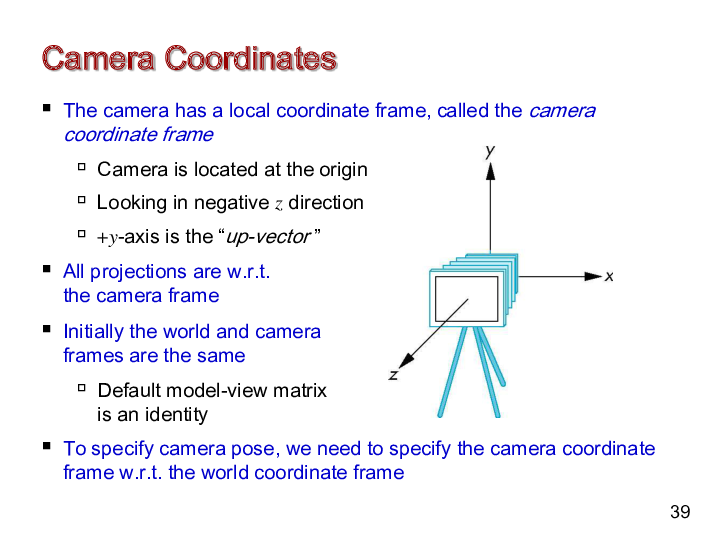 Camera Coordinates
▪ The camera has a local coordinate frame, called the camera
coordinate frame
▫ Camera is located at the origin
▫ Looking in negative z direction
▫ +y-axis is the “up-vector”
▪ All projections are w.r.t.
the camera frame
▪ Initially the world and camera
frames are the same
▫ Default model-view matrix
is an identity
▪ To specify camera pose, we need to specify the camera coordinate
frame w.r.t. the world coordinate frame
y
x
z
39